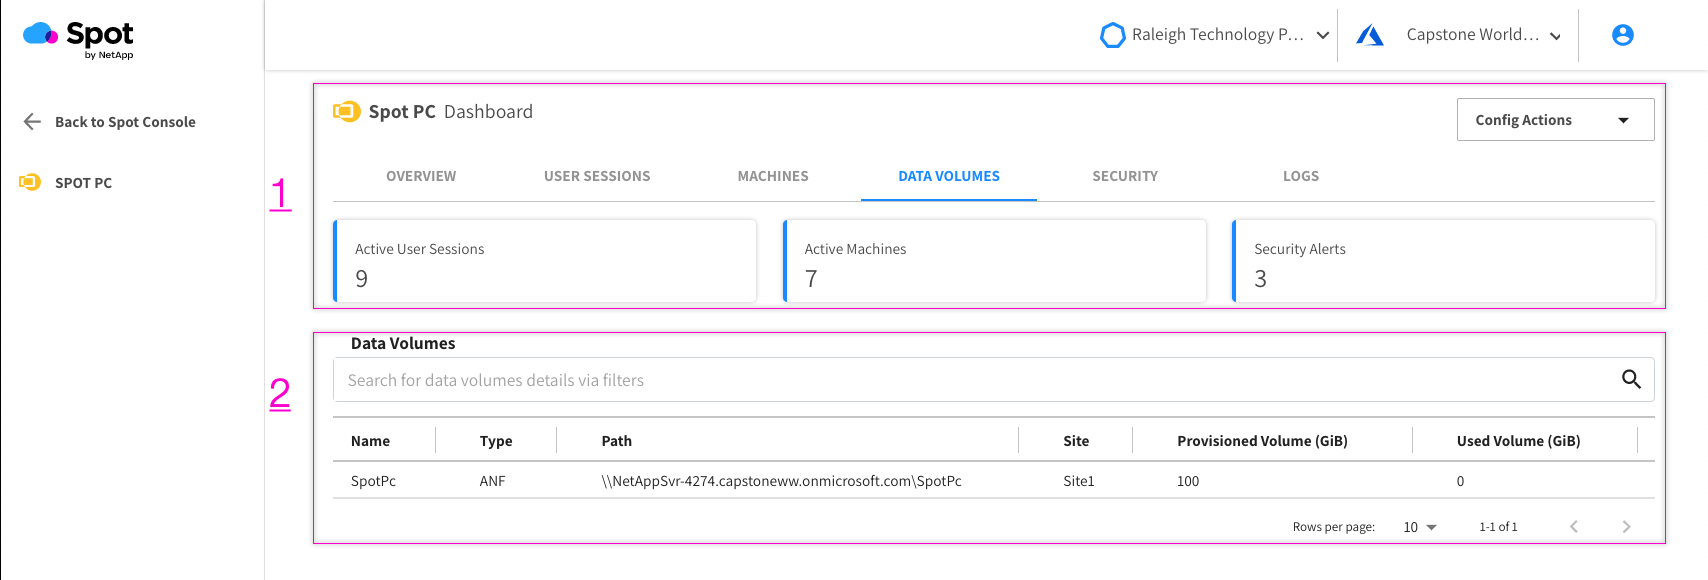 Spot
by NetApp
Raleigh Technology P...
Capstone World...
Back to Spot Console
SPOT PC
1
Spot PC Dashboard
Config Actions
OVERVIEW USER SESSIONS MACHINES DATA VOLUMES SECURITY LOGS
Active User Sessions
9
Active Machines
7
Security Alerts
3
2
Data Volumes
Search for data volumes details via filters
Name Type Path Site Provisioned Volume (GiB) Used Volume (GiB)
SpotPc ANF \\NetAppSvr-4274.capstoneww.onmicrosoft.com\SpotPc Site1 100 0
Rows per page: 10 1-1 of 1